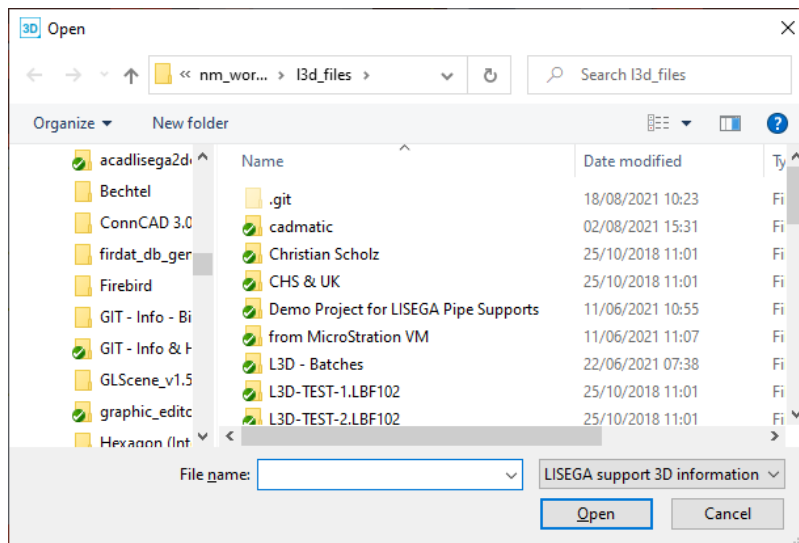 3D Open
« nm_wor... › l3d_files ›
Search l3d_files
Organize
New folder
?
Name Date modified Ty
acadlisega2d
Bechtel
ConnCAD 3.0
firdat_db_ger
Firebird
GIT - Info - Bi
GIT - Info & H
GLScene_v1.5
graphic_editc
Hexagon (Int
.git 18/08/2021 10:23 Fi
cadmatic 02/08/2021 15:31 Fi
Christian Scholz 25/10/2018 11:01 Fi
CHS & UK 25/10/2018 11:01 Fi
Demo Project for LISEGA Pipe Supports 11/06/2021 10:55 Fi
from MicroStration VM 11/06/2021 11:07 Fi
L3D - Batches 22/06/2021 07:38 Fi
L3D-TEST-1.LBF102 25/10/2018 11:01 Fi
L3D-TEST-2.LBF102 25/10/2018 11:01 Fi
File name:
LISEGA support 3D information
Open
Cancel